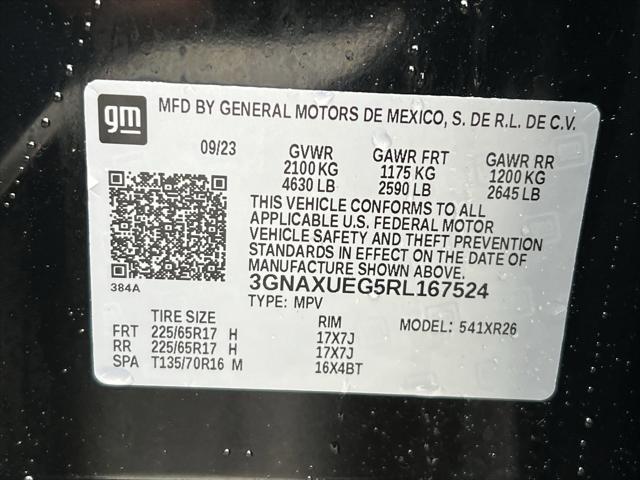 gm
MFD BY GENERAL MOTORS DE MEXICO, S. DE R.L. DE C.V.
09/23 GVWR GAWR FRT GAWR RR
2100 KG 1175 KG 1200 KG
4630 LB 2590 LB 2645 LB
THIS VEHICLE CONFORMS TO ALL
APPLICABLE U.S. FEDERAL MOTOR
VEHICLE SAFETY AND THEFT PREVENTION
STANDARDS IN EFFECT ON THE DATE OF
MANUFACTURE SHOWN ABOVE.
384A
3GNAXUEG5RL167524
TYPE: MPV
TIRE SIZE RIM MODEL: 541XR26
FRT 225/65R17 H 17X7J
RR 225/65R17 H 17X7J
SPA T135/70R16 M 16X4BT